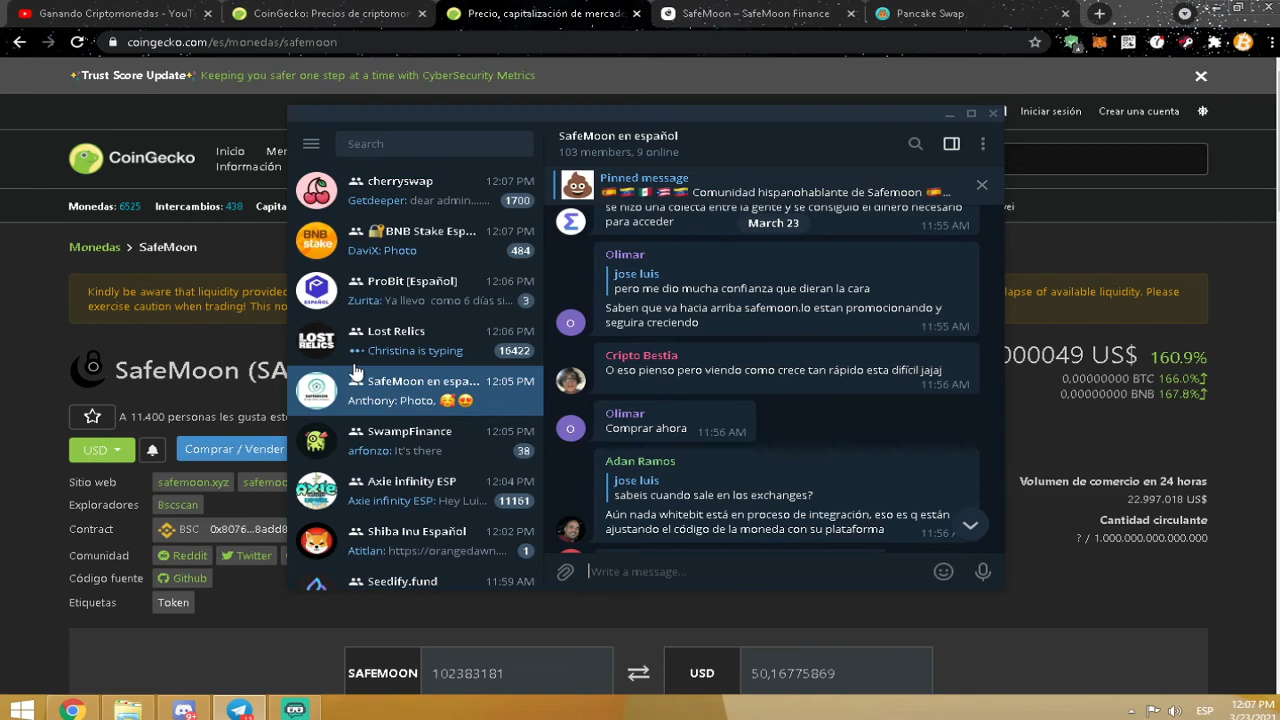 Ganando Criptomonedas - YouT
CoinGecko: Precios de criptomor
Precio, capitalización de mercad
SafeMoon – SafeMoon Finance
Pancake Swap
coingecko.com/es/monedas/safemoon
Trust Score Update
Keeping you safer one step at a time with CyberSecurity Metrics
Iniciar sesión
Crear una cuenta
CoinGecko
Inicio
Información
Monedas: 6525
Intercambios: 438
Monedas
SafeMoon
Kindly be aware that liquidity provided
exercise caution when trading! This no
lapse of available liquidity. Please
SafeMoon (SA
A 11.400 personas les gusta este
USD
Comprar / Vender
Sitio web
safemoon.xyz
Exploradores
Bscscan
Contract
BSC
0x8076...8add8
Comunidad
Reddit
Twitter
Código fuente
Github
Etiquetas
Token
SAFEMOON
102383181
USD
50,16775869
00049 US$
160.9%
0,00000000 BTC
166.0%
0,00000000 BNB
167.8%
Volumen de comercio en 24 horas
22.997.018 US$
Cantidad circulante
? / 1.000.000.000.000.000
Search
cherryswap
12:07 PM
Getdeeper: dear admin......
1700
BNB Stake Esp...
12:07 PM
DaviX: Photo
484
ProBit [Español]
12:06 PM
Zurita: Ya llevo como 6 días si...
3
Lost Relics
12:06 PM
Christina is typing
16422
SafeMoon en espa...
12:05 PM
Anthony: Photo, 🥰 😍
SwampFinance
12:05 PM
arfonzo: It's there
38
Axie infinity ESP
12:04 PM
Axie infinity ESP: Hey Lui...
11161
Shiba Inu Español
12:02
Atitlan: https://orangedawn....
1
Seedify.fund
11:59 AM
BNB
stake
ESPAÑOL
LOST
RELICS
SafeMoon en español
103 members, 9 online
Pinned message
🇪🇸 🇻🇪 🇲🇽 🇵🇷 🇻🇪 Comunidad hispanohablante de Safemoon 🇪🇸 ...
se hizo una colecta entre la gente y se consiguió el dinero necesario
para acceder
11:55 AM
March 23
Olimar
jose luis
pero me dio mucha confianza que dieran la cara
Saben que va hacia arriba safemoon.lo estan promocionando y
seguira creciendo
11:55 AM
O
Cripto Bestia
O eso pienso pero viendo como crece tan rápido esta difícil jajaj
11:56 AM
Olimar
Comprar ahora
11:56 AM
O
Adan Ramos
jose luis
sabeis cuando sale en los exchanges?
Aún nada whitebit está en proceso de integración, eso es q están
ajustando el código de la moneda con su plataforma
11:56
Write a message...
ESP
12:07 PM
3/23/2021